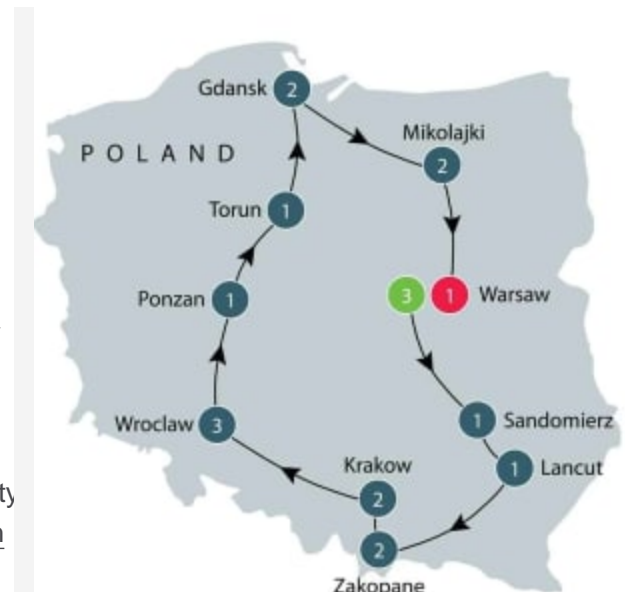 Gdansk 2
Mikolajki
POLAND
2
Torun 1
Ponzan 1
3 1 Warsaw
Wroclaw 3
1 Sandomierz
Krakow
1 Lancut
ty
2
n
2
Zakopane